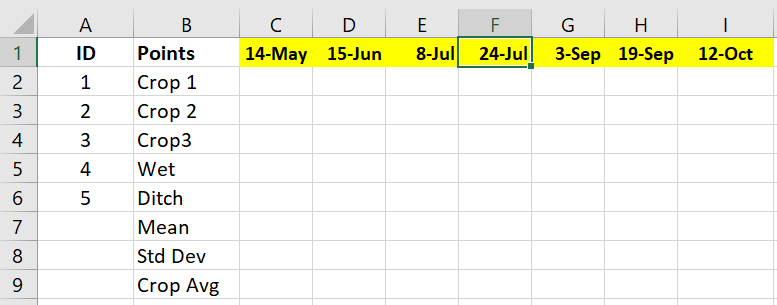 A B C D E F G H I
1 ID Points 14-May 15-Jun 8-Jul 24-Jul 3-Sep 19-Sep 12-Oct
2 1 Crop 1
3 2 Crop 2
4 3 Crop3
5 4 Wet
6 5 Ditch
7 Mean
8 Std Dev
9 Crop Avg